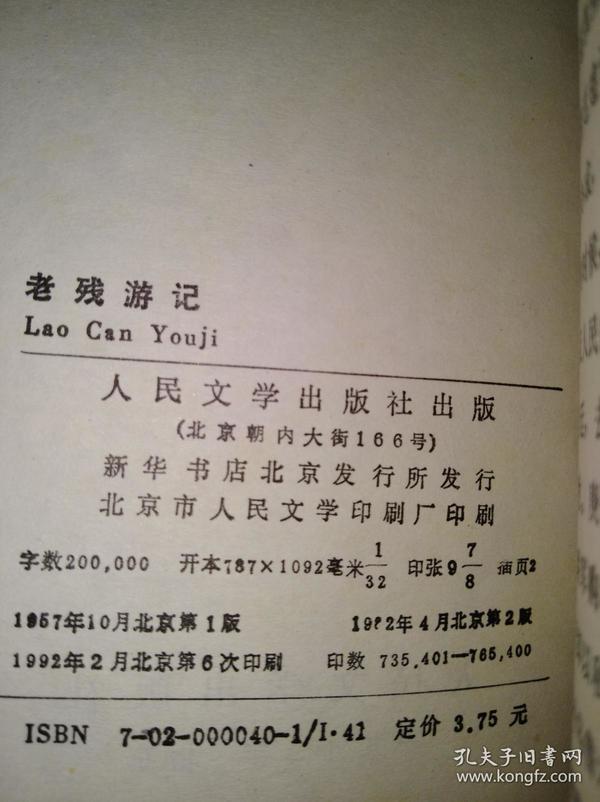 老残游记
Lao Can Youji
人民文学出版社出版
(北京朝内大街166号)
新华书店北京发行所发行
北京市人民文学印刷厂印刷
字数200,000 开本787×1092毫米 1/32 印张9 7/8 插页2
1957年10月北京第1版 1982年4月北京第2版
1992年2月北京第6次印刷 印数 735,401—765,400
ISBN 7-02-000040-1/I·41 定价 3.75 元
孔夫子旧书网
www.kongfz.com